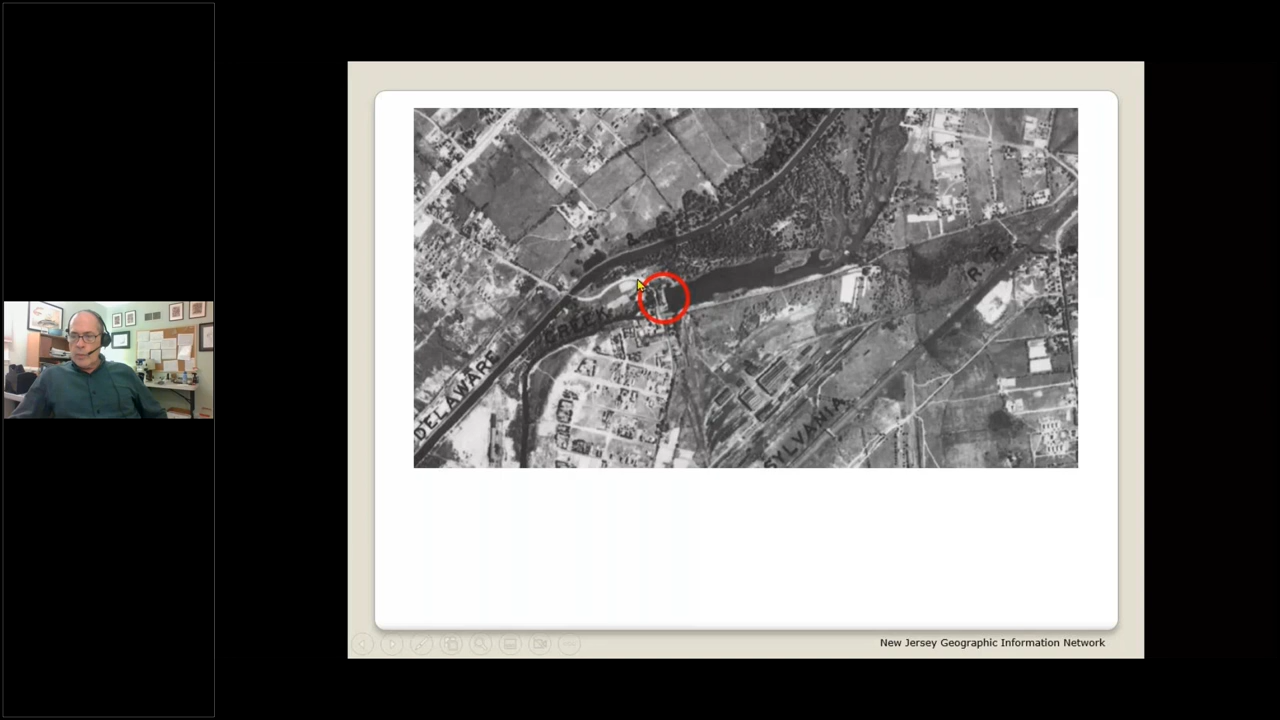 R. R.
CREEK
DELAWARE
SYLVANIA
New Jersey Geographic Information Network